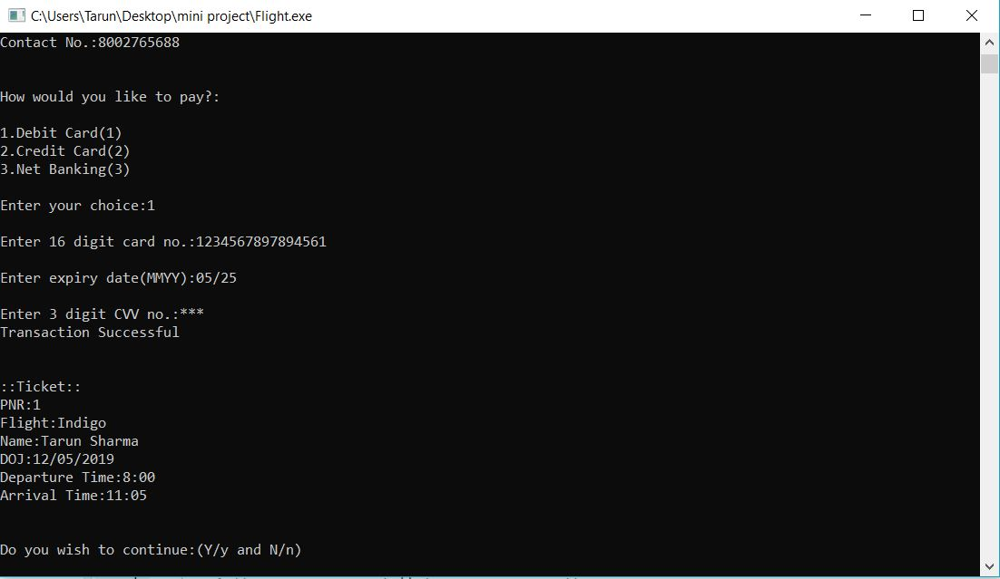 C:\Users\Tarun\Desktop\mini project\Flight.exe
Contact No.:8002765688
How would you like to pay?:
1.Debit Card(1)
2.Credit Card(2)
3.Net Banking(3)
Enter your choice:1
Enter 16 digit card no.:1234567897894561
Enter expiry date(MMYY):05/25
Enter 3 digit CVV no.:***
Transaction Successful
::Ticket::
PNR:1
Flight:Indigo
Name:Tarun Sharma
DOJ:12/05/2019
Departure Time:8:00
Arrival Time:11:05
Do you wish to continue:(Y/y and N/n)